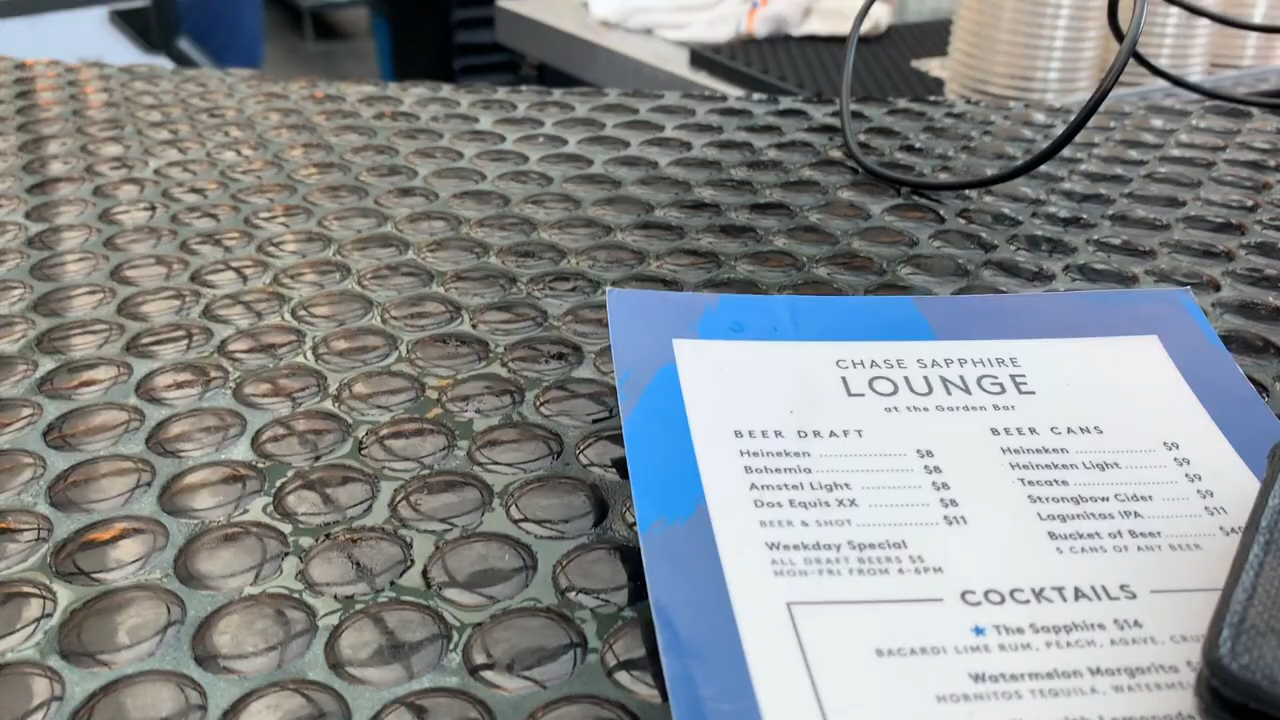 CHASE SAPPHIRE
LOUNGE
at the Garden Bar
BEER DRAFT
Heineken ................ $8
Bohemia ................ $8
Amstel Light ........... $8
Dos Equis XX ........... $8
BEER & SHOT ............ $11
Weekday Special
ALL DRAFT BEERS $5
MON-FRI FROM 4-6PM
BEER CANS
Heineken ................ $9
Heineken Light ........ $9
Tecate ................ $9
Strongbow Cider ...... $9
Lagunitas IPA ......... $11
Bucket of Beer ........
5 CANS OF ANY BEER
COCKTAILS
★ The Sapphire $14
BACARDI LIME RUM, PEACH, AGAVE,
Watermelon Margarita
HORNITOS TEQUILA,